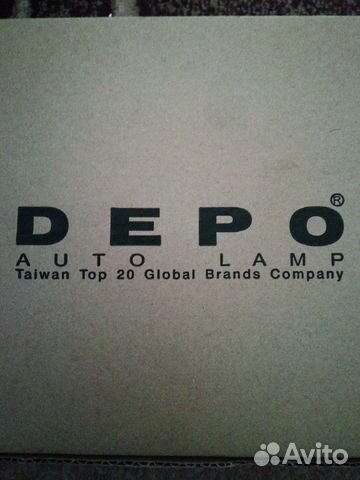 DEPO®
AUTO LAMP
Taiwan Top 20 Global Brands Company
Avito